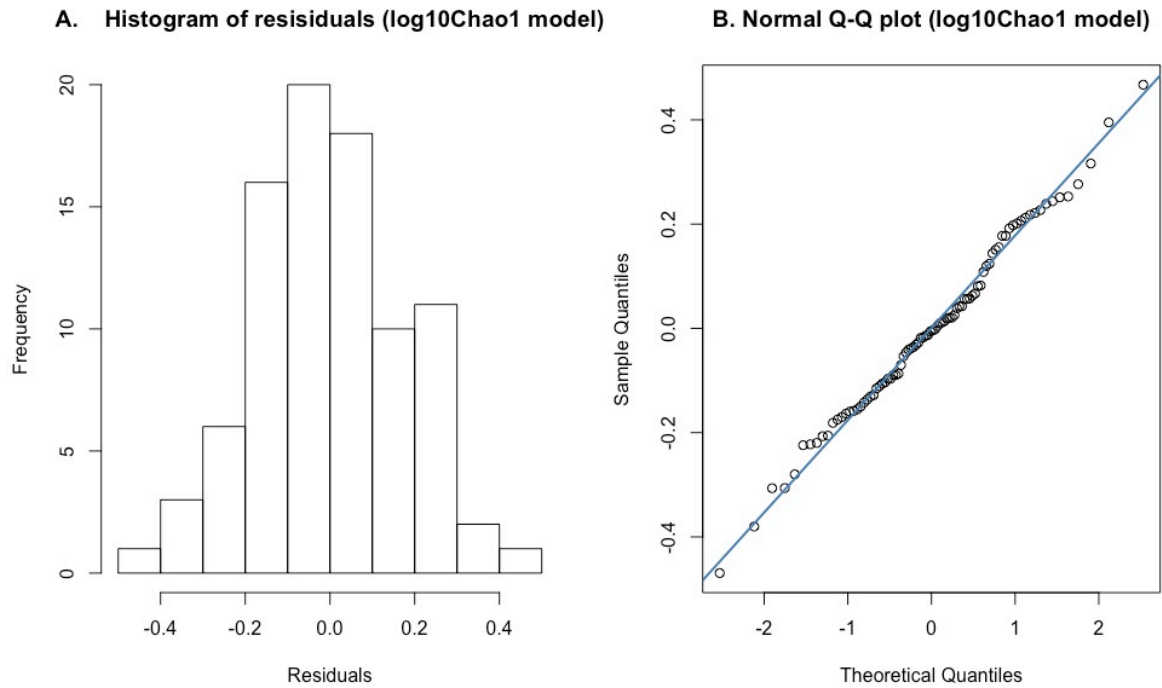 A. Histogram of resisiduals (log10Chao1 model)
Frequency
20
15
10
5
0
-0.4 -0.2 0.0 0.2 0.4
Residuals
B. Normal Q-Q plot (log10Chao1 model)
Sample Quantiles
0.4
0.2
0.0
-0.2
-0.4
-2 -1 0 1 2
Theoretical Quantiles